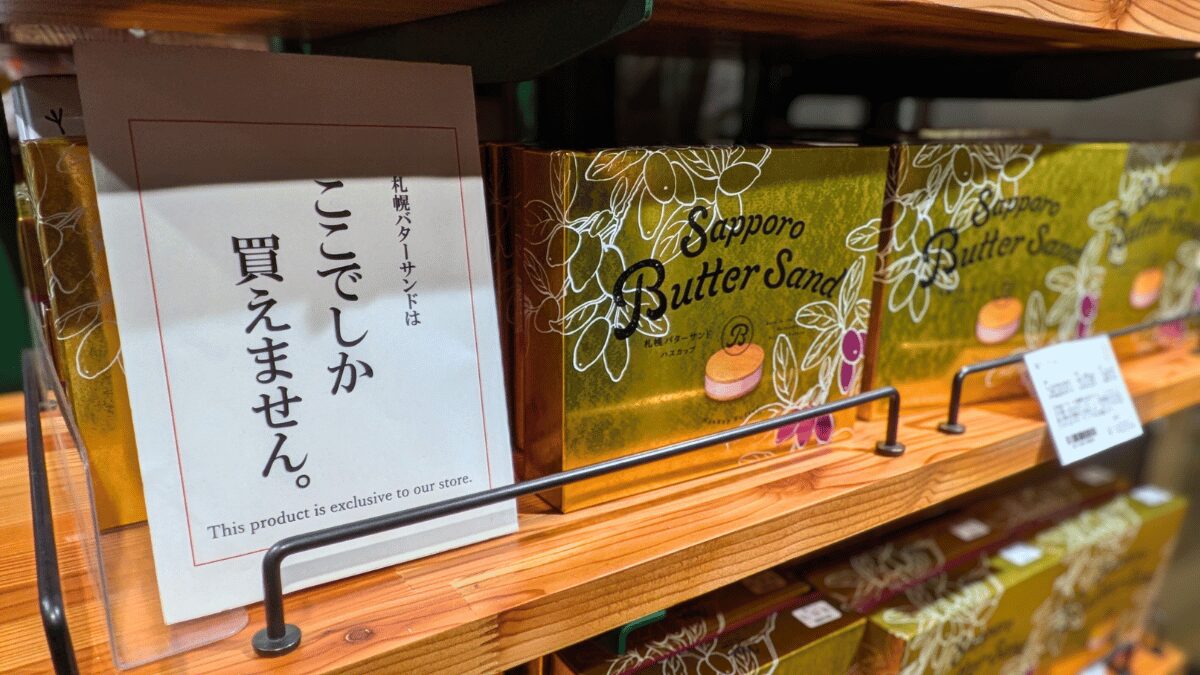 札幌バターサンドは
ここでしか
買えません。
This product is exclusive to our store.
Sapporo
Butter Sand
札幌バターサンド
ハスカップ
B
Sapporo
Butter Sand
Sapporo
Butter Sand